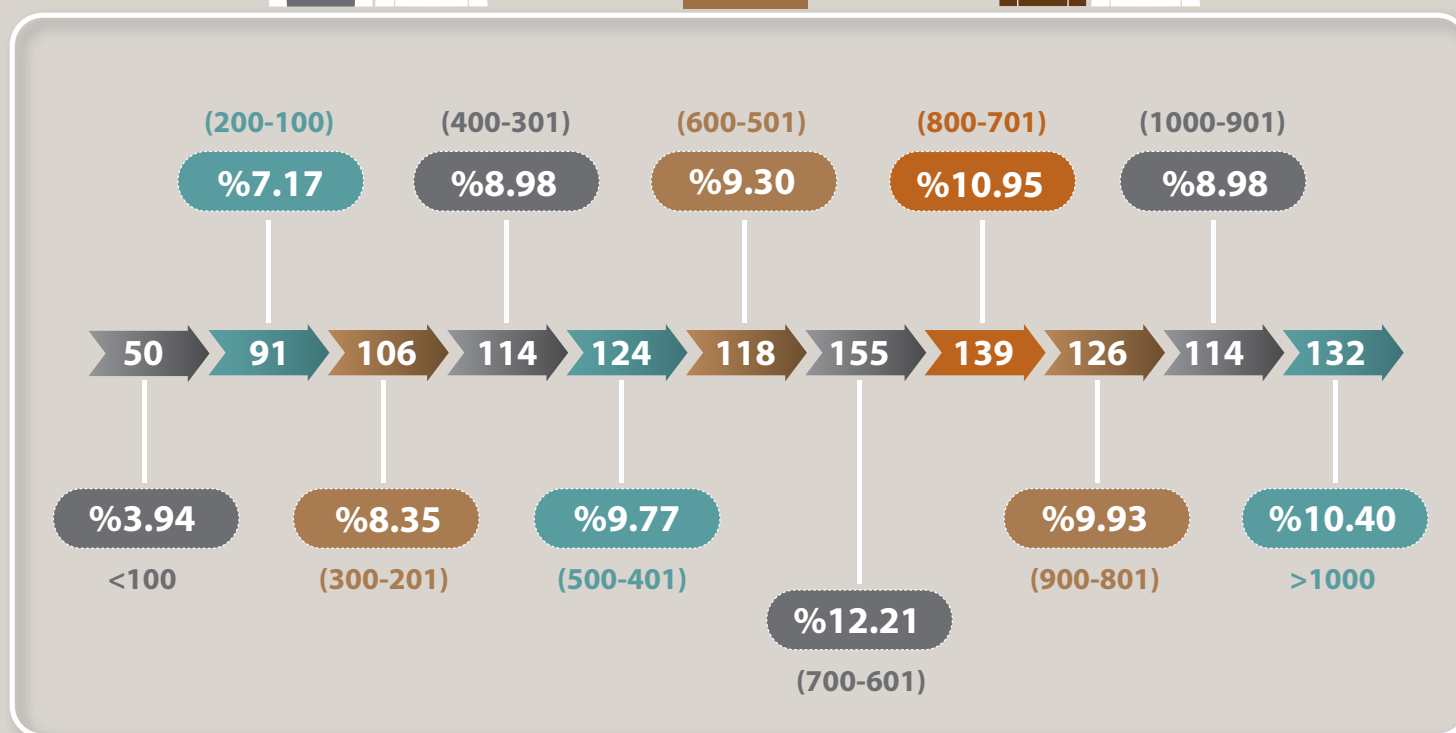 (200-100) (400-301) (600-501) (800-701) (1000-901)
%7.17 %8.98 %9.30 %10.95 %8.98
50 91 106 114 124 118 155 139 126 114 132
%3.94 %8.35 %9.77 %9.93 %10.40
<100 (300-201) (500-401) (900-801) >1000
%12.21
(700-601)